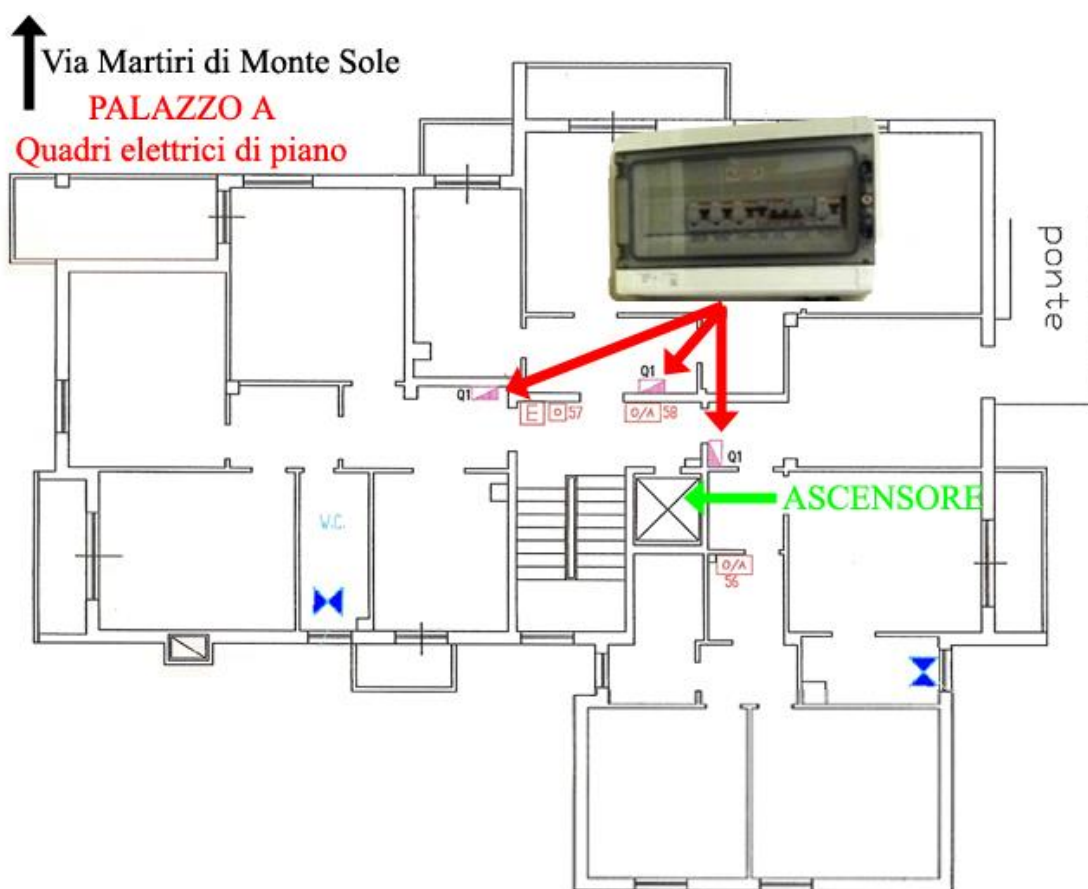 Via Martiri di Monte Sole
PALAZZO A
Quadri elettrici di piano
ponte
Q1
Q1
E 57
O/A 58
Q1
ASCENSORE
W.C.
O/A
56